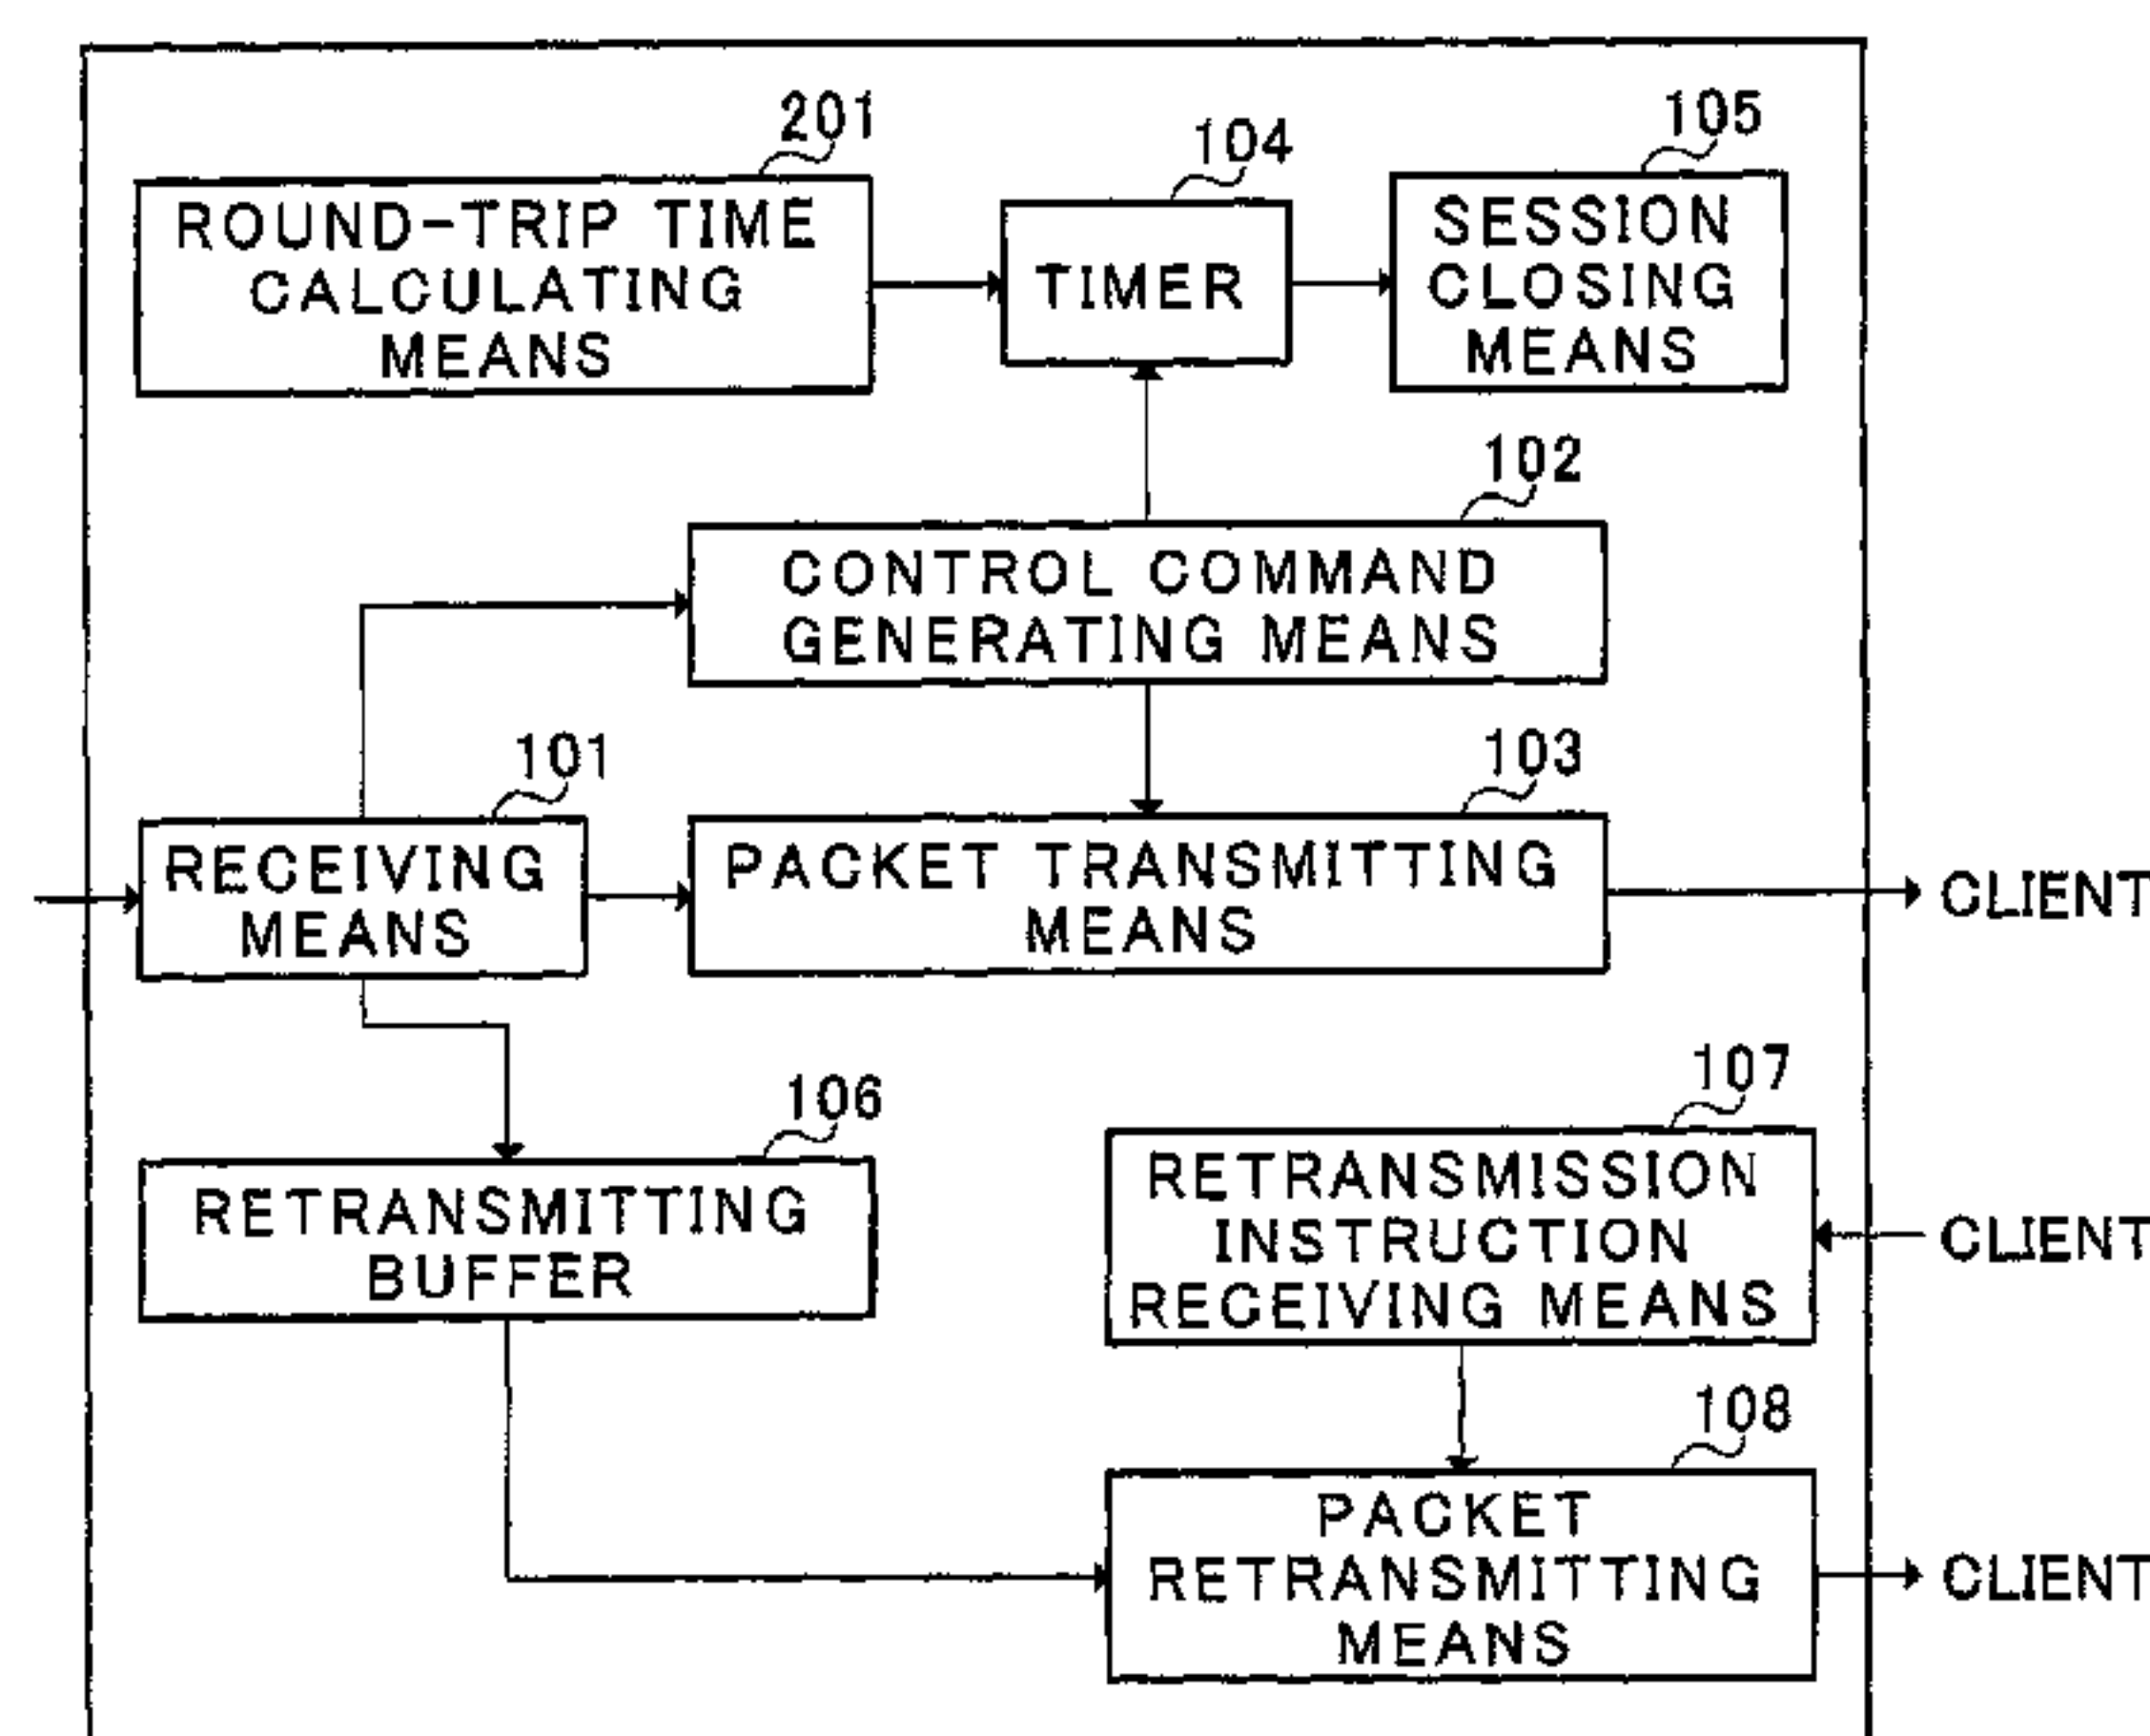 201
ROUND-TRIP TIME
CALCULATING
MEANS
104
TIMER
105
SESSION
CLOSING
MEANS
102
CONTROL COMMAND
GENERATING MEANS
101
RECEIVING
MEANS
103
PACKET TRANSMITTING
MEANS
CLIENT
106
RETRANSMITTING
BUFFER
107
RETRANSMISSION
INSTRUCTION
RECEIVING MEANS
CLIENT
108
PACKET
RETRANSMITTING
MEANS
CLIENT